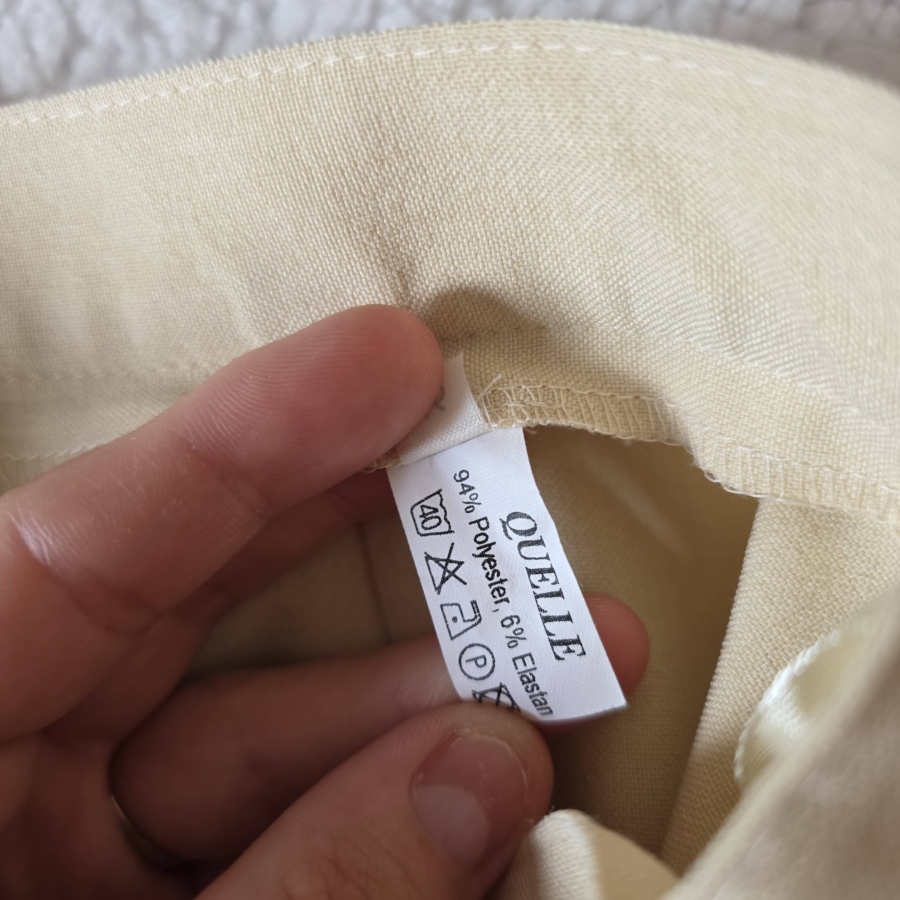 QUELLE
94% Polyester, 6% Elastan
40
P